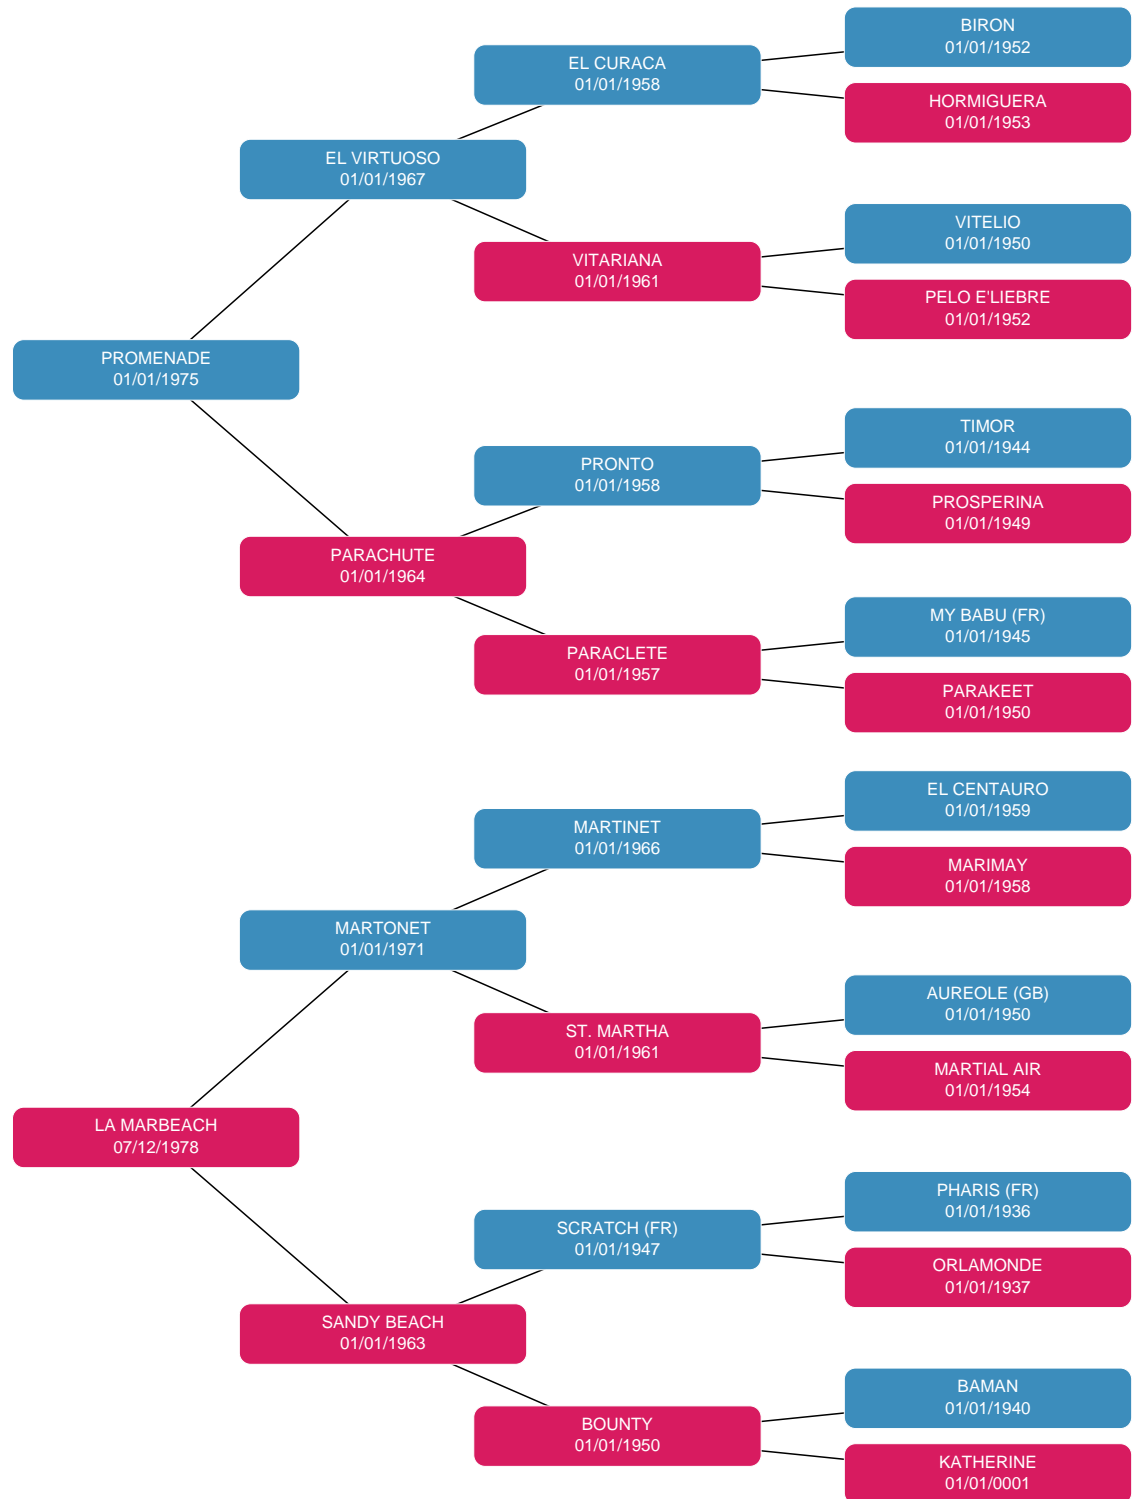 BIRON
01/01/1952
EL CURACA
01/01/1958
HORMIGUERA
01/01/1953
EL VIRTUOSO
01/01/1967
VITELIO
01/01/1950
VITARIANA
01/01/1961
PELO E'LIEBRE
01/01/1952
PROMENADE
01/01/1975
TIMOR
01/01/1944
PRONTO
01/01/1958
PROSPERINA
01/01/1949
PARACHUTE
01/01/1964
MY BABU (FR)
01/01/1945
PARACLETE
01/01/1957
PARAKEET
01/01/1950
EL CENTAURO
01/01/1959
MARTINET
01/01/1966
MARIMAY
01/01/1958
MARTONET
01/01/1971
AUREOLE (GB)
01/01/1950
ST. MARTHA
01/01/1961
MARTIAL AIR
01/01/1954
LA MARBEACH
07/12/1978
PHARIS (FR)
01/01/1936
SCRATCH (FR)
01/01/1947
ORLAMONDE
01/01/1937
SANDY BEACH
01/01/1963
BAMAN
01/01/1940
BOUNTY
01/01/1950
KATHERINE
01/01/0001